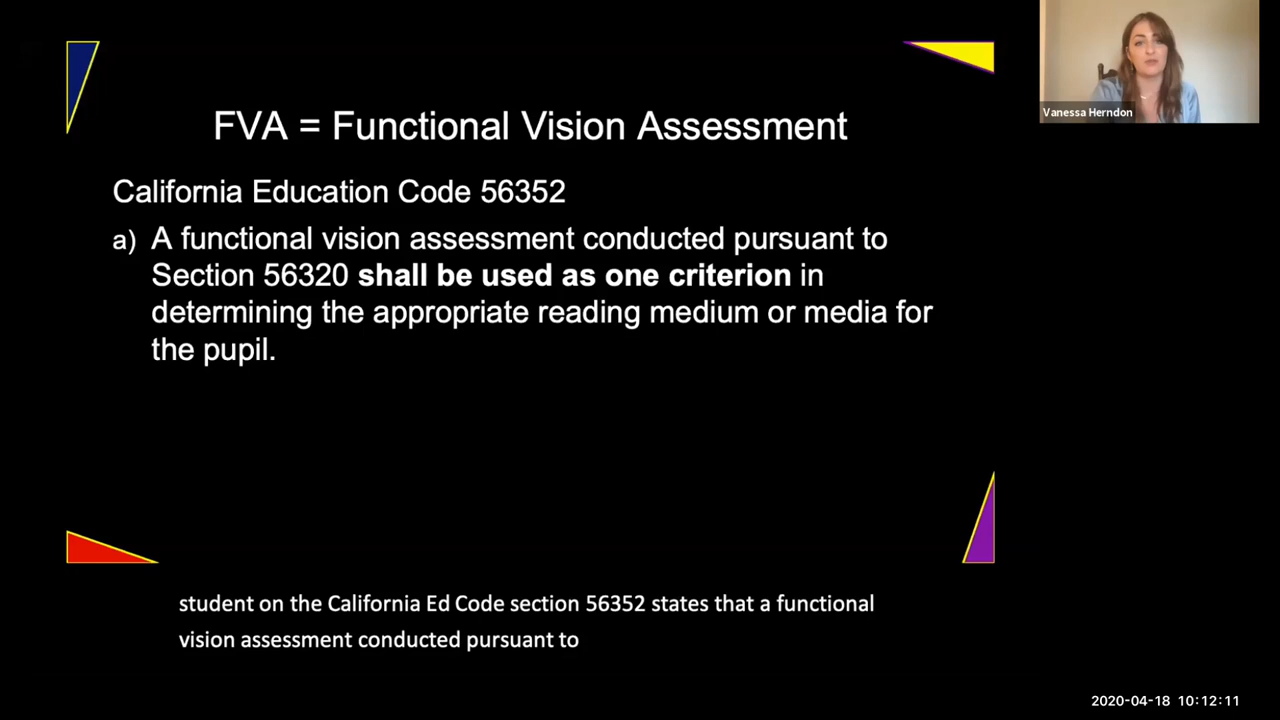 FVA = Functional Vision Assessment
California Education Code 56352
a) A functional vision assessment conducted pursuant to
Section 56320 shall be used as one criterion in
determining the appropriate reading medium or media for
the pupil.
Vanessa Herndon
student on the California Ed Code section 56352 states that a functional
vision assessment conducted pursuant to
2020-04-18 10:12:11